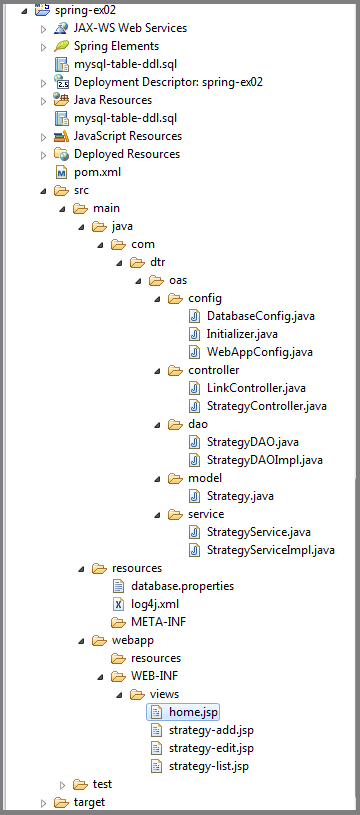 spring-ex02
JAX-WS Web Services
Spring Elements
mysql-table-ddl.sql
Deployment Descriptor: spring-ex02
Java Resources
mysql-table-ddl.sql
JavaScript Resources
Deployed Resources
pom.xml
src
main
java
com
dtr
oas
config
DatabaseConfig.java
Initializer.java
WebAppConfig.java
controller
LinkController.java
StrategyController.java
dao
StrategyDAO.java
StrategyDAOImpl.java
model
Strategy.java
service
StrategyService.java
StrategyServiceImpl.java
resources
database.properties
log4j.xml
META-INF
webapp
resources
WEB-INF
views
home.jsp
strategy-add.jsp
strategy-edit.jsp
strategy-list.jsp
test
target